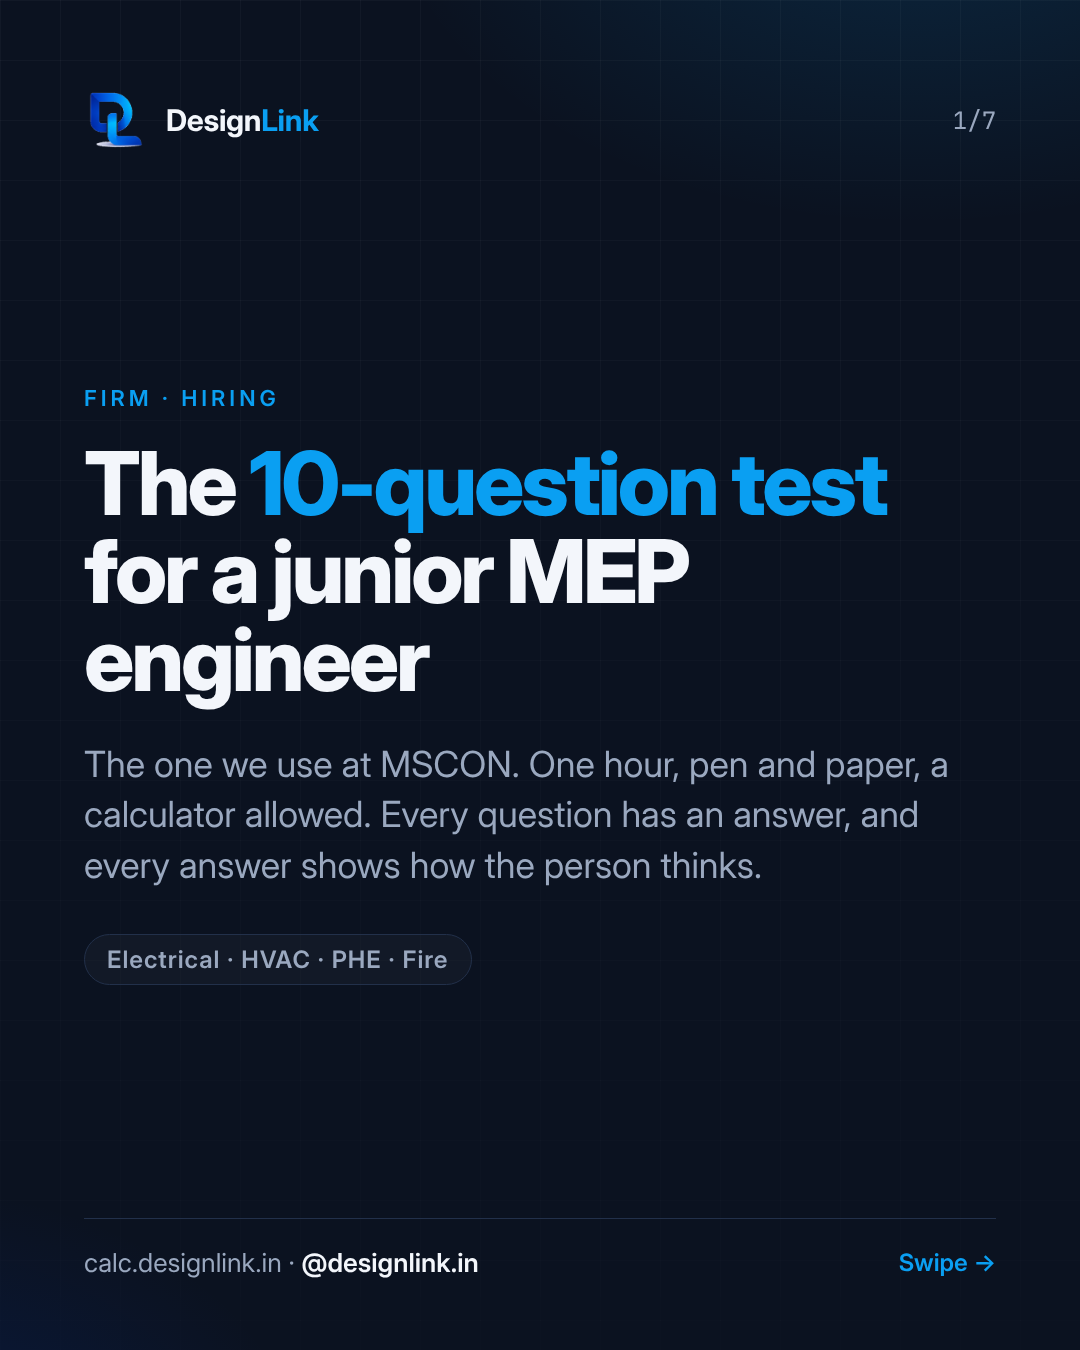 DesignLink
1/7
FIRM · HIRING
The 10-question test
for a junior MEP
engineer
The one we use at MSCON. One hour, pen and paper, a
calculator allowed. Every question has an answer, and
every answer shows how the person thinks.
Electrical · HVAC · PHE · Fire
calc.designlink.in · @designlink.in
Swipe →